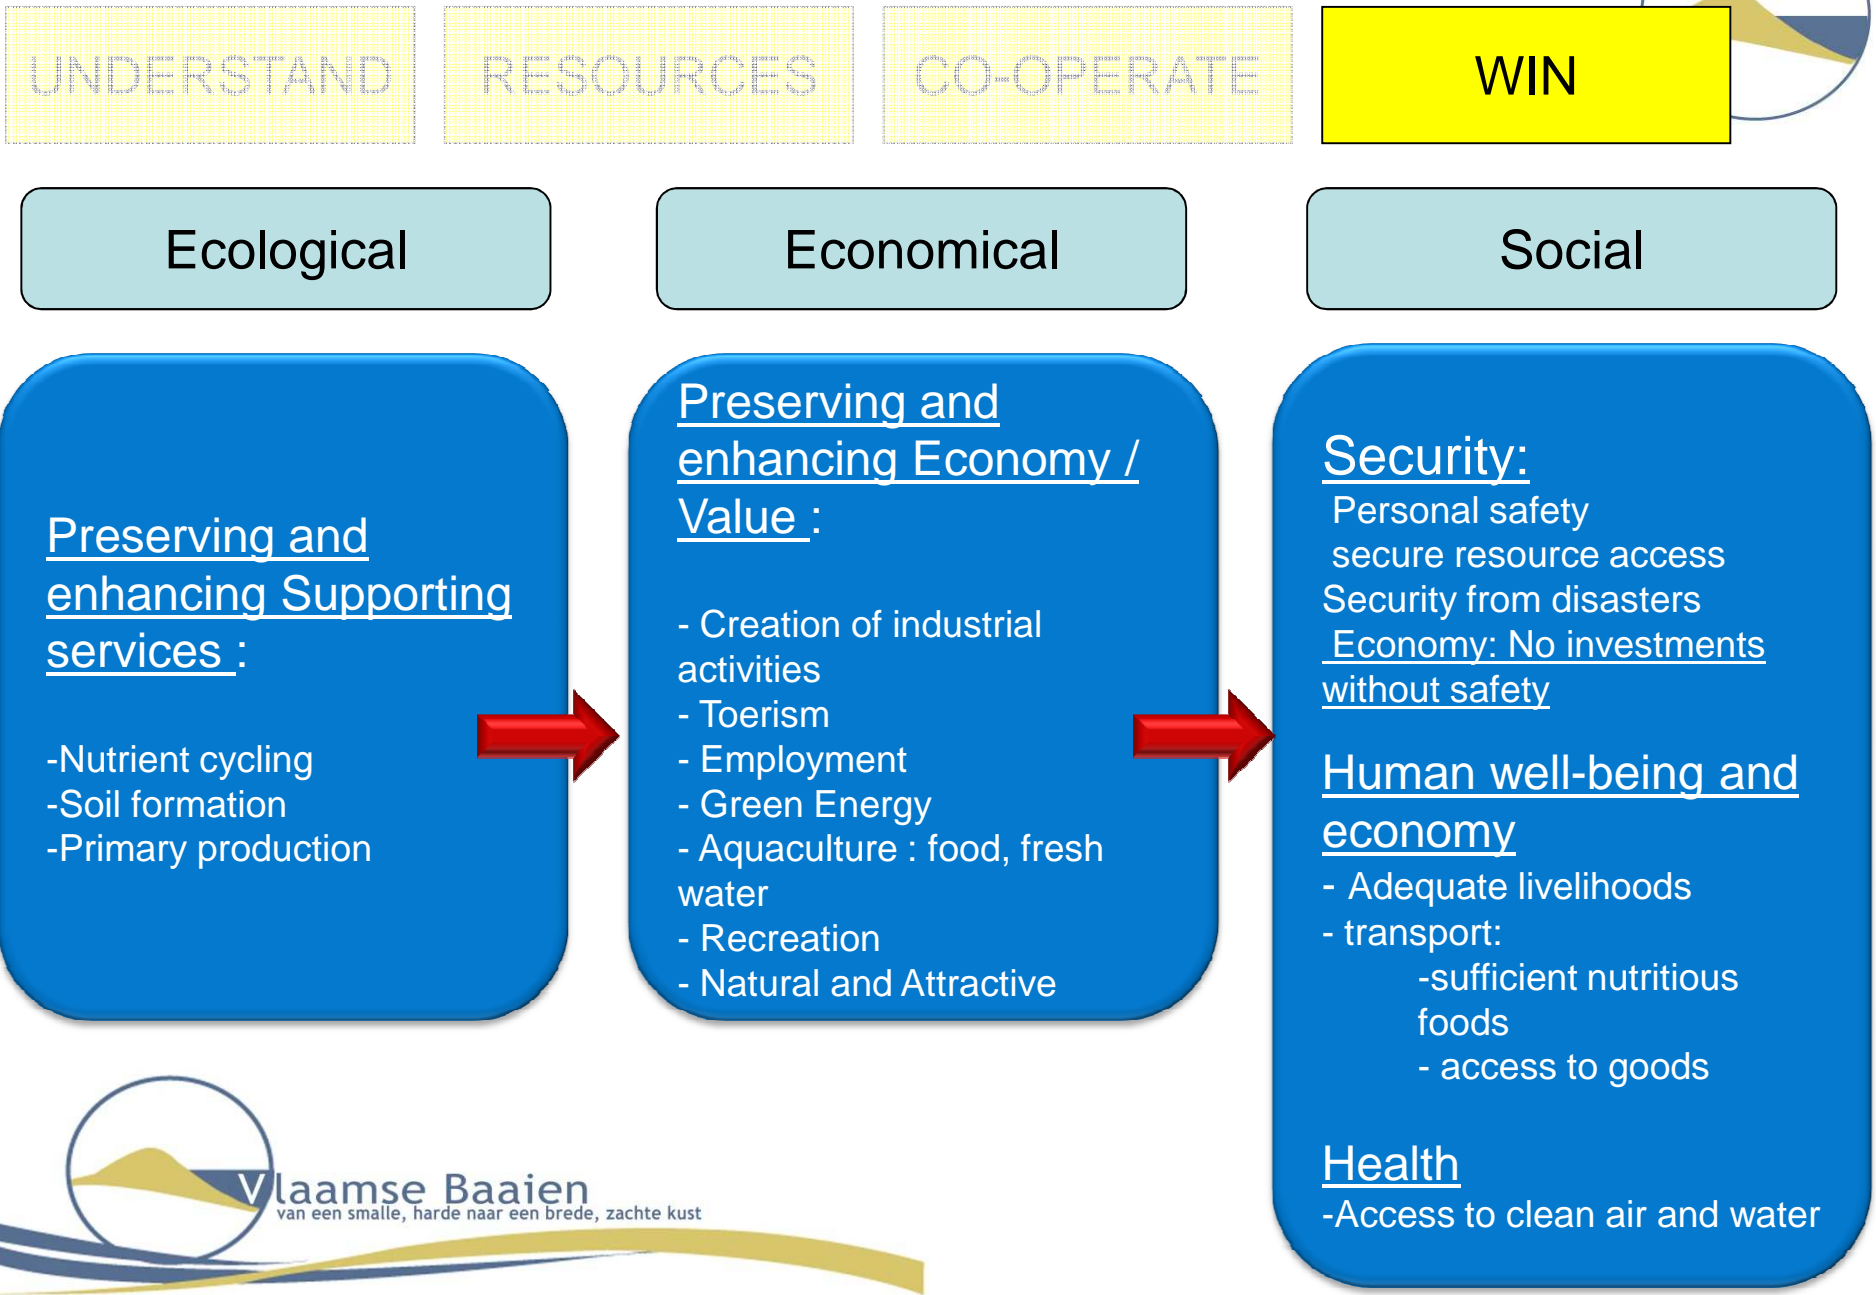 UNDERSTAND
RESOURCES
CO-OPERATE
WIN
Ecological
Economical
Social
Preserving and
enhancing Supporting
services :
-Nutrient cycling
-Soil formation
-Primary production
Preserving and
enhancing Economy /
Value :
- Creation of industrial
activities
- Toerism
- Employment
- Green Energy
- Aquaculture : food, fresh
water
- Recreation
- Natural and Attractive
Security:
Personal safety
secure resource access
Security from disasters
Economy: No investments
without safety
Human well-being and
economy
- Adequate livelihoods
- transport:
-sufficient nutritious
foods
- access to goods
Health
-Access to clean air and water
Vlaamse Baaien
van een smalle, harde naar een brede, zachte kust